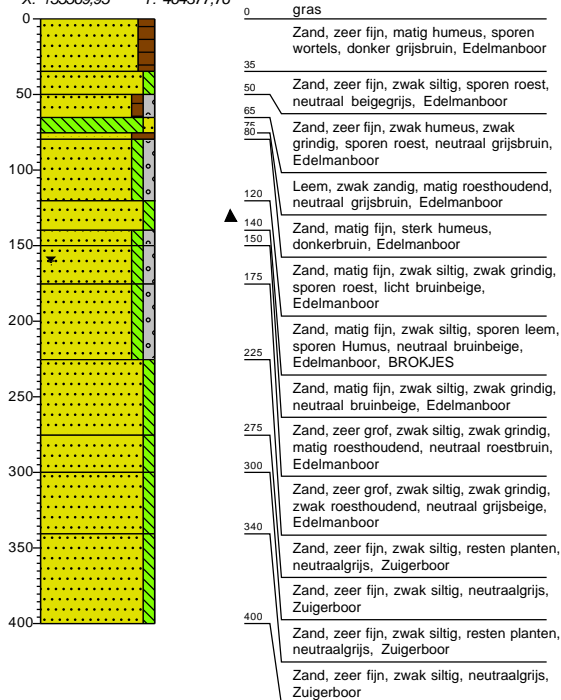 0
50
100
150
200
250
300
350
400
0
35
50
65
75
80
120
140
150
175
225
275
300
340
400
gras
Zand, zeer fijn, matig humeus, sporen
wortels, donker grijsbruin, Edelmanboor
Zand, zeer fijn, zwak siltig, sporen roest,
neutraal beigegrijs, Edelmanboor
Zand, zeer fijn, zwak humeus, zwak
grindig, sporen roest, neutraal grijsbruin,
Edelmanboor
Leem, zwak zandig, matig roesthoudend,
neutraal grijsbruin, Edelmanboor
Zand, matig fijn, sterk humeus,
donkerbruin, Edelmanboor
Zand, matig fijn, zwak siltig, zwak grindig,
sporen roest, licht bruinbeige,
Edelmanboor
Zand, matig fijn, zwak siltig, sporen leem,
sporen Humus, neutraal bruinbeige,
Edelmanboor, BROKJES
Zand, matig fijn, zwak siltig, zwak grindig,
neutraal bruinbeige, Edelmanboor
Zand, zeer grof, zwak siltig, zwak grindig,
matig roesthoudend, neutraal roestbruin,
Edelmanboor
Zand, zeer grof, zwak siltig, zwak grindig,
zwak roesthoudend, neutraal grijsbeige,
Edelmanboor
Zand, zeer fijn, zwak siltig, resten planten,
neutraalgrijs, Zuigerboor
Zand, zeer fijn, zwak siltig, neutraalgrijs,
Zuigerboor
Zand, zeer fijn, zwak siltig, resten planten,
neutraalgrijs, Zuigerboor
Zand, zeer fijn, zwak siltig, neutraalgrijs,
Zuigerboor